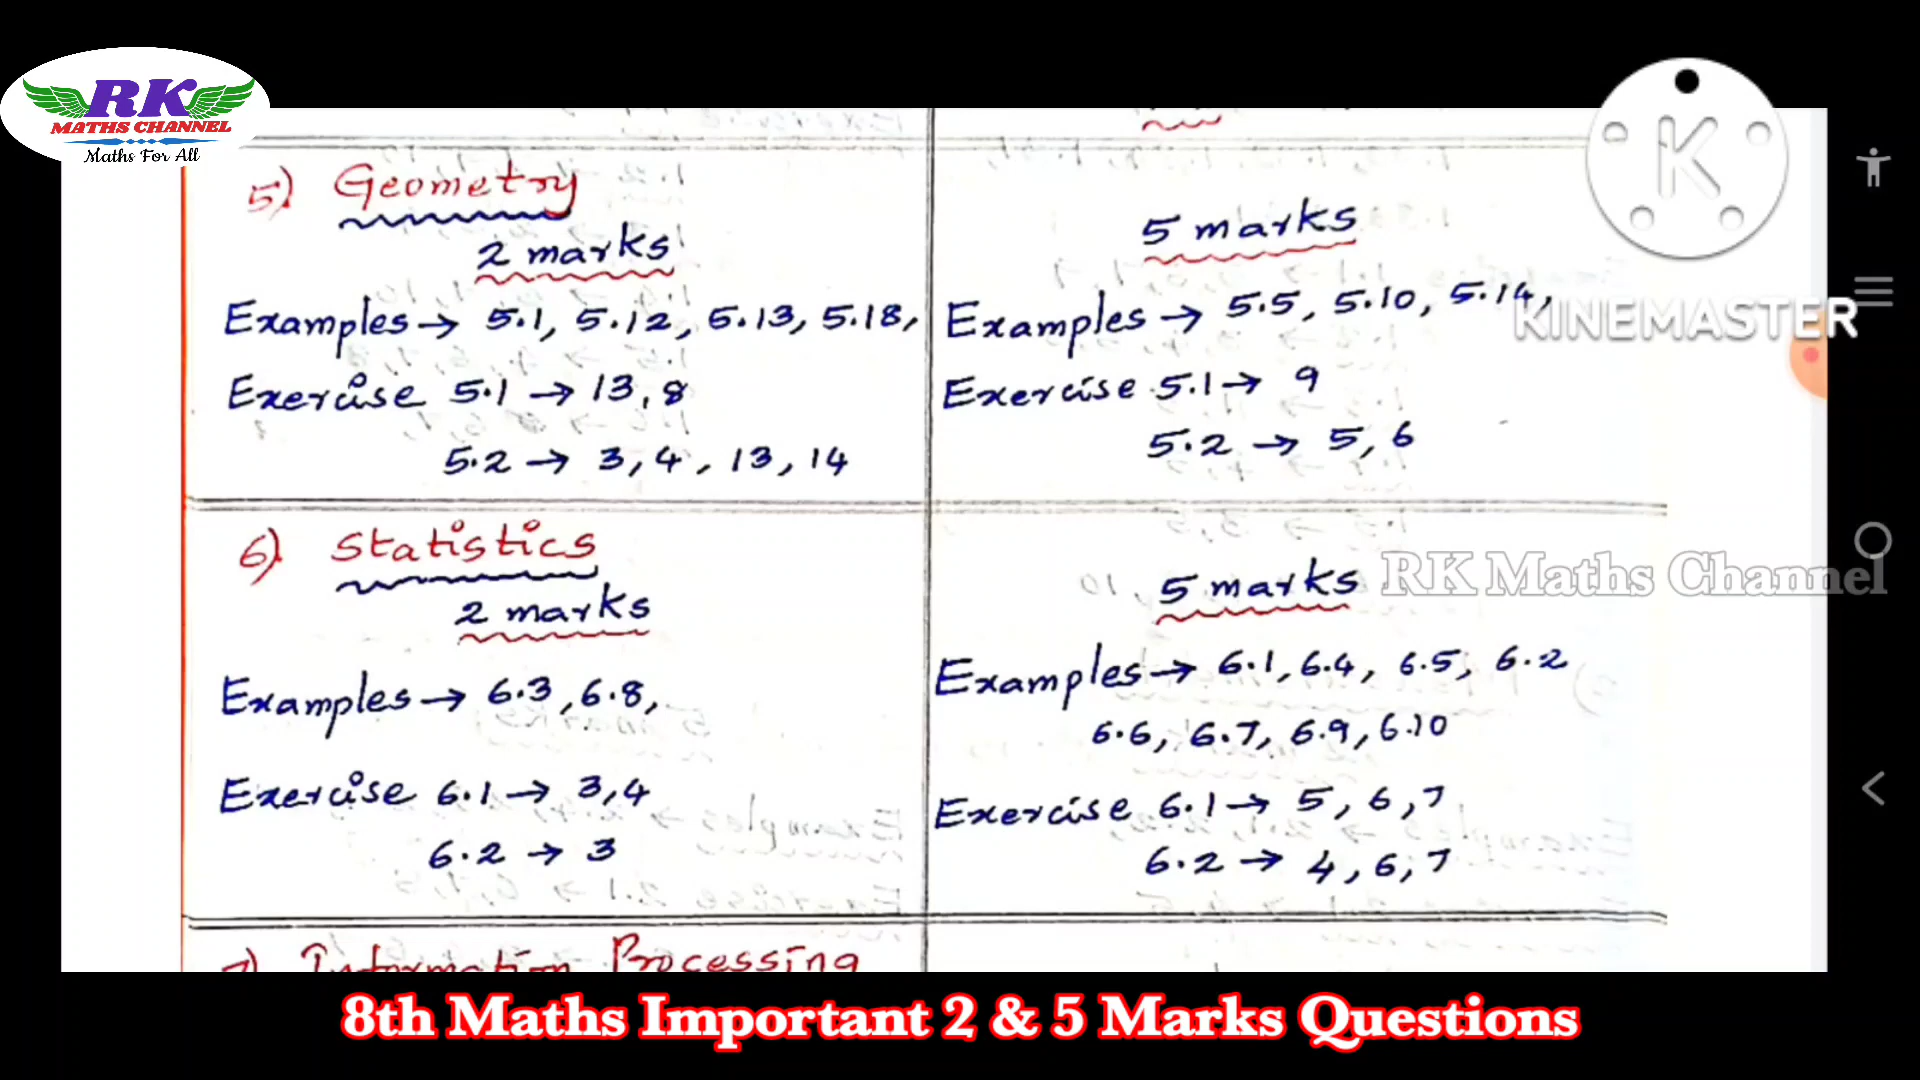 RK
MATHS CHANNEL
Maths For All
5) Geometry
2 marks
Examples → 5.1, 5.12, 5.13, 5.18,
Exercise 5.1 → 13, 8
5.2 → 3, 4, 13, 14
5 marks
Examples → 5.5, 5.10, 5.14,
Exercise 5.1 → 9
5.2 → 5, 6
K
KINEMASTER
6) Statistics
2 marks
Examples → 6.3, 6.8,
Exercise 6.1 → 3,4
6.2 → 3
5 marks
RK Maths Channel
Examples → 6.1, 6.4, 6.5, 6.2
6.6, 6.7, 6.9, 6.10
Exercise 6.1 → 5, 6, 7
6.2 → 4, 6, 7
7) Information Processing
8th Maths Important 2 & 5 Marks Questions